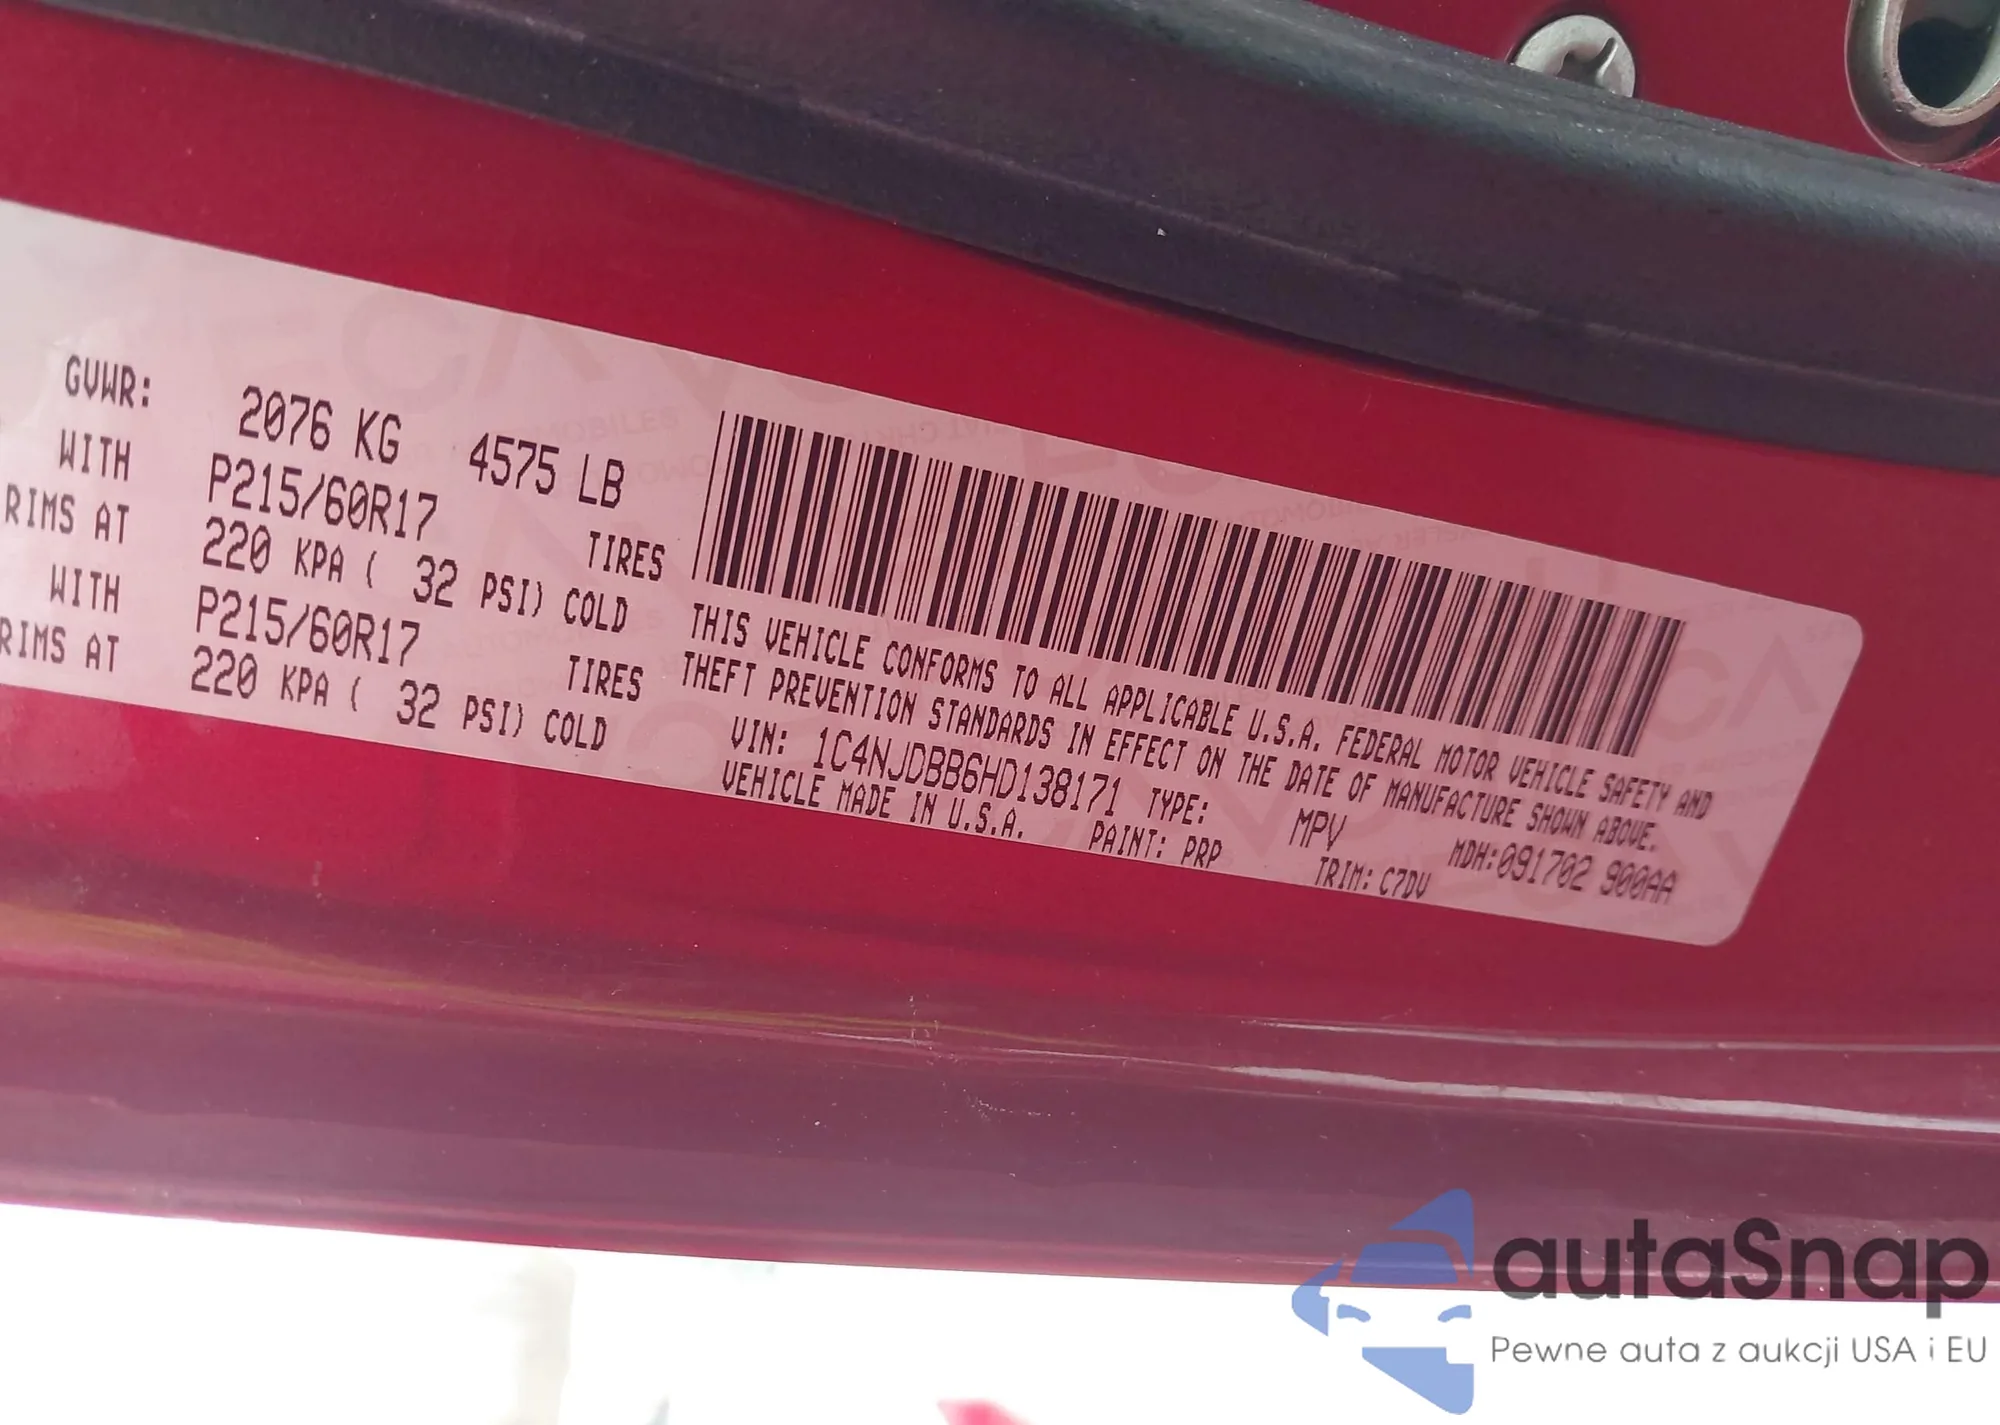 GVWR: 2076 KG 4575 LB
WITH P215/60R17 TIRES
RIMS AT 220 KPA ( 32 PSI) COLD
WITH P215/60R17 TIRES
RIMS AT 220 KPA ( 32 PSI) COLD
THIS VEHICLE CONFORMS TO ALL APPLICABLE U.S.A. FEDERAL MOTOR VEHICLE SAFETY AND
THEFT PREVENTION STANDARDS IN EFFECT ON THE DATE OF MANUFACTURE SHOWN ABOVE.
VIN: 1C4NJDBB6HD138171 TYPE: MPV MDH:091702 900AA
VEHICLE MADE IN U.S.A. PAINT: PRP TRIM: C7DV
autaSnap
Pewne auta z aukcji USA i EU